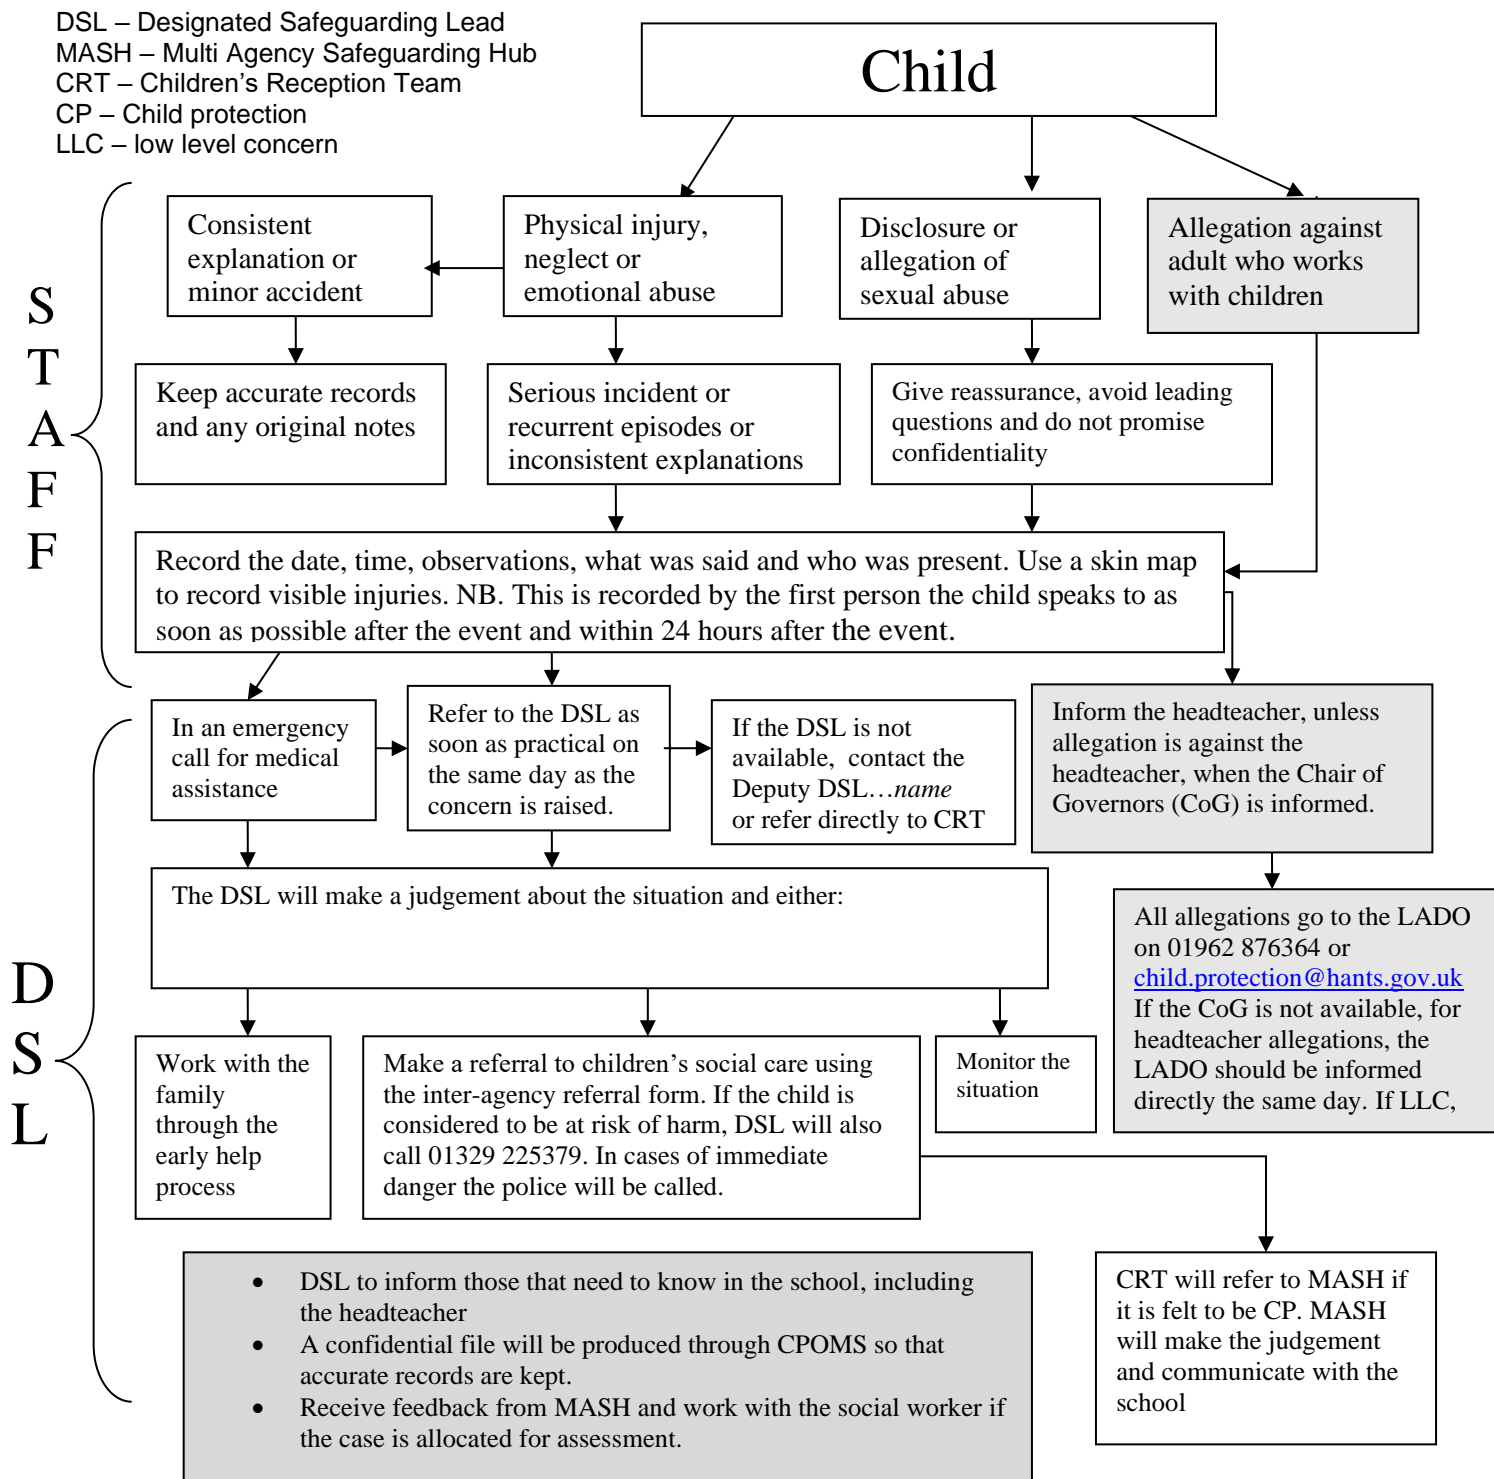 DSL – Designated Safeguarding Lead
MASH – Multi Agency Safeguarding Hub
CRT – Children's Reception Team
CP – Child protection
LLC – low level concern
Child
STAFF
Consistent
explanation or
minor accident
Physical injury,
neglect or
emotional abuse
Disclosure or
allegation of
sexual abuse
Allegation against
adult who works
with children
Keep accurate records
and any original notes
Serious incident or
recurrent episodes or
inconsistent explanations
Give reassurance, avoid leading
questions and do not promise
confidentiality
Record the date, time, observations, what was said and who was present. Use a skin map
to record visible injuries. NB. This is recorded by the first person the child speaks to as
soon as possible after the event and within 24 hours after the event.
DSL
In an emergency
call for medical
assistance
Refer to the DSL as
soon as practical on
the same day as the
concern is raised.
If the DSL is not
available,  contact the
Deputy DSL…name
or refer directly to CRT
Inform the headteacher, unless
allegation is against the
headteacher, when the Chair of
Governors (CoG) is informed.
The DSL will make a judgement about the situation and either:
All allegations go to the LADO
on 01962 876364 or
child.protection@hants.gov.uk
If the CoG is not available, for
headteacher allegations, the
LADO should be informed
directly the same day. If LLC,
Work with the
family
through the
early help
process
Make a referral to children's social care using
the inter-agency referral form. If the child is
considered to be at risk of harm, DSL will also
call 01329 225379. In cases of immediate
danger the police will be called.
Monitor the
situation
• DSL to inform those that need to know in the school, including
the headteacher
• A confidential file will be produced through CPOMS so that
accurate records are kept.
• Receive feedback from MASH and work with the social worker if
the case is allocated for assessment.
CRT will refer to MASH if
it is felt to be CP. MASH
will make the judgement
and communicate with the
school